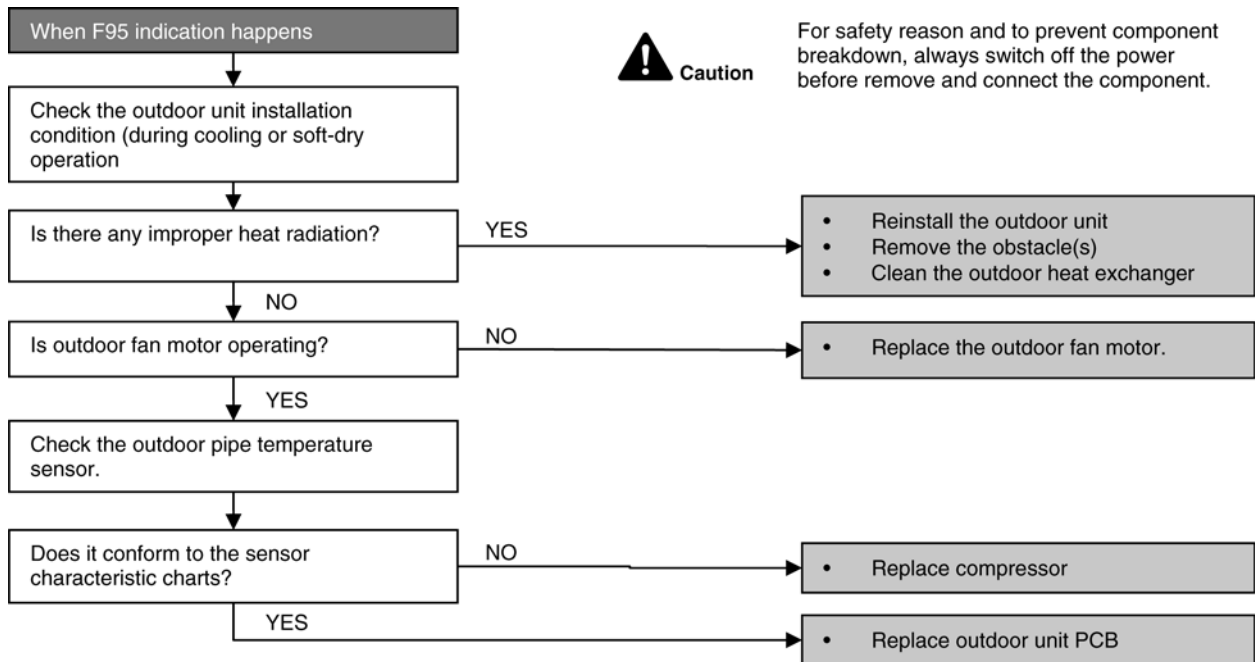 When F95 indication happens
Caution
For safety reason and to prevent component
breakdown, always switch off the power
before remove and connect the component.
Check the outdoor unit installation
condition (during cooling or soft-dry
operation
Is there any improper heat radiation?
YES
• Reinstall the outdoor unit
• Remove the obstacle(s)
• Clean the outdoor heat exchanger
NO
Is outdoor fan motor operating?
NO
• Replace the outdoor fan motor.
YES
Check the outdoor pipe temperature
sensor.
Does it conform to the sensor
characteristic charts?
NO
• Replace compressor
YES
• Replace outdoor unit PCB